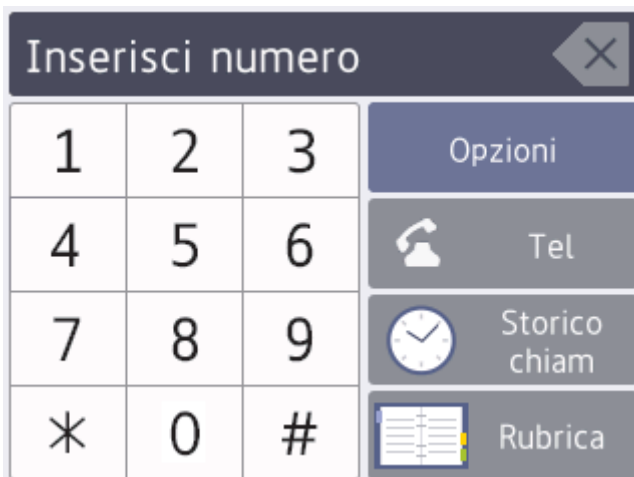 Inserisci numero
1 2 3
Opzioni
4 5 6
Tel
7 8 9
Storico
chiam
* 0 #
Rubrica